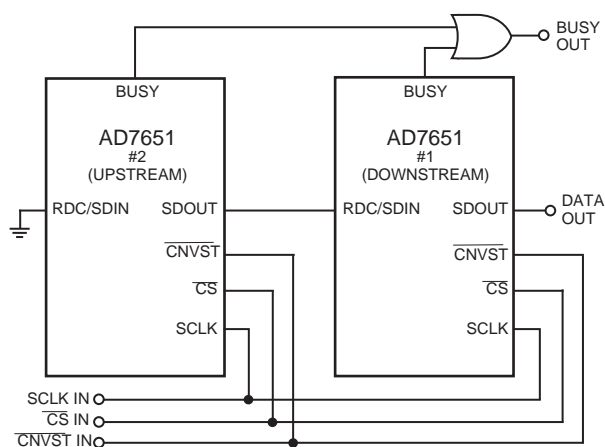 BUSY
OUT
BUSY
AD7651
#2
(UPSTREAM)
RDC/SDIN
SDOUT
CNVST
CS
SCLK
BUSY
AD7651
#1
(DOWNSTREAM)
RDC/SDIN
SDOUT
CNVST
CS
SCLK
DATA
OUT
SCLK IN
CS IN
CNVST IN